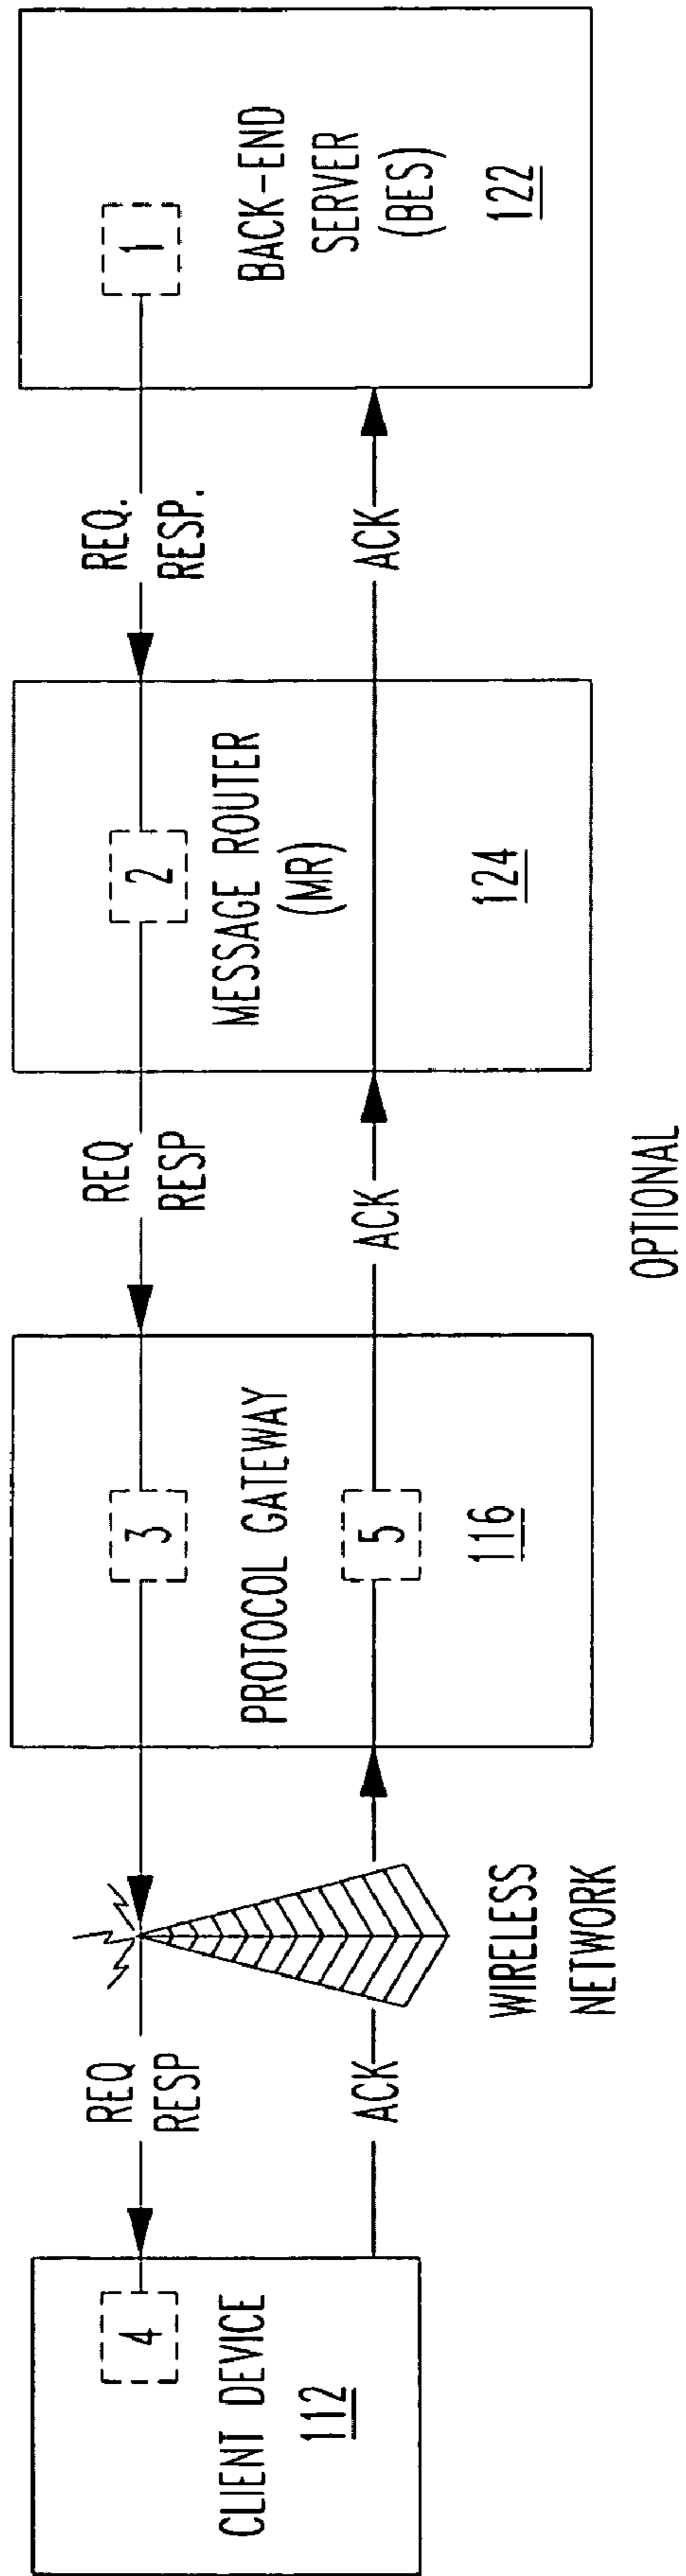 4
CLIENT DEVICE
112
REQ
RESP
ACK
WIRELESS
NETWORK
3
PROTOCOL GATEWAY
5
116
REQ
RESP
ACK
OPTIONAL
2
MESSAGE ROUTER
(MR)
124
REQ.
RESP.
ACK
1
BACK-END
SERVER
(BES)
122